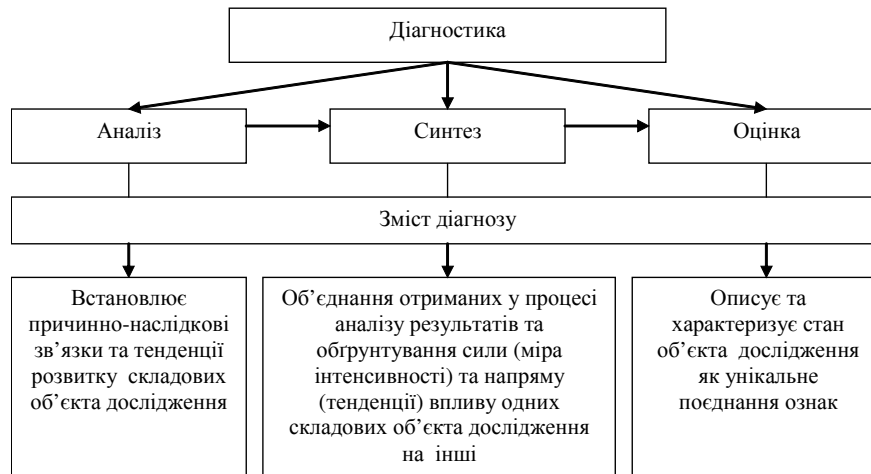 Діагностика
Аналіз
Синтез
Оцінка
Зміст діагнозу
Встановлює
причинно-наслідкові
зв’язки та тенденції
розвитку складових
об’єкта дослідження
Об’єднання отриманих у процесі
аналізу результатів та
обґрунтування сили (міра
інтенсивності) та напряму
(тенденції) впливу одних
складових об’єкта дослідження
на інші
Описує та
характеризує стан
об’єкта дослідження
як унікальне
поєднання ознак